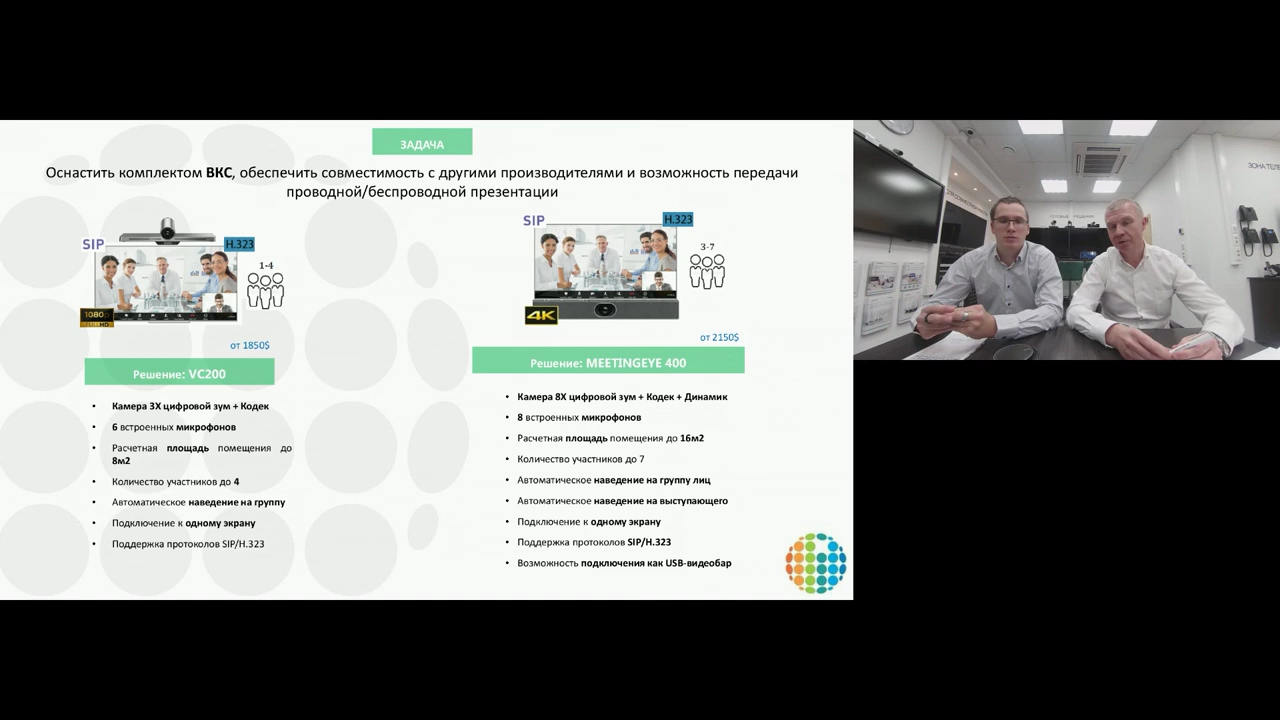 ЗАДАЧА
Оснастить комплектом ВКС, обеспечить совместимость с другими производителями и возможность передачи
проводной/беспроводной презентации
SIP
H.323
1-4
1080p
FULLHD
от 1850$
Решение: VC200
• Камера 3X цифровой зум + Кодек
• 6 встроенных микрофонов
• Расчетная площадь помещения до
8м2
• Количество участников до 4
• Автоматическое наведение на группу
• Подключение к одному экрану
• Поддержка протоколов SIP/H.323
SIP
H.323
3-7
4K
от 2150$
Решение: MEETINGEYE 400
• Камера 8X цифровой зум + Кодек + Динамик
• 8 встроенных микрофонов
• Расчетная площадь помещения до 16м2
• Количество участников до 7
• Автоматическое наведение на группу лиц
• Автоматическое наведение на выступающего
• Подключение к одному экрану
• Поддержка протоколов SIP/H.323
• Возможность подключения как USB-видеобар
ЗОНА ТЕЛЕ